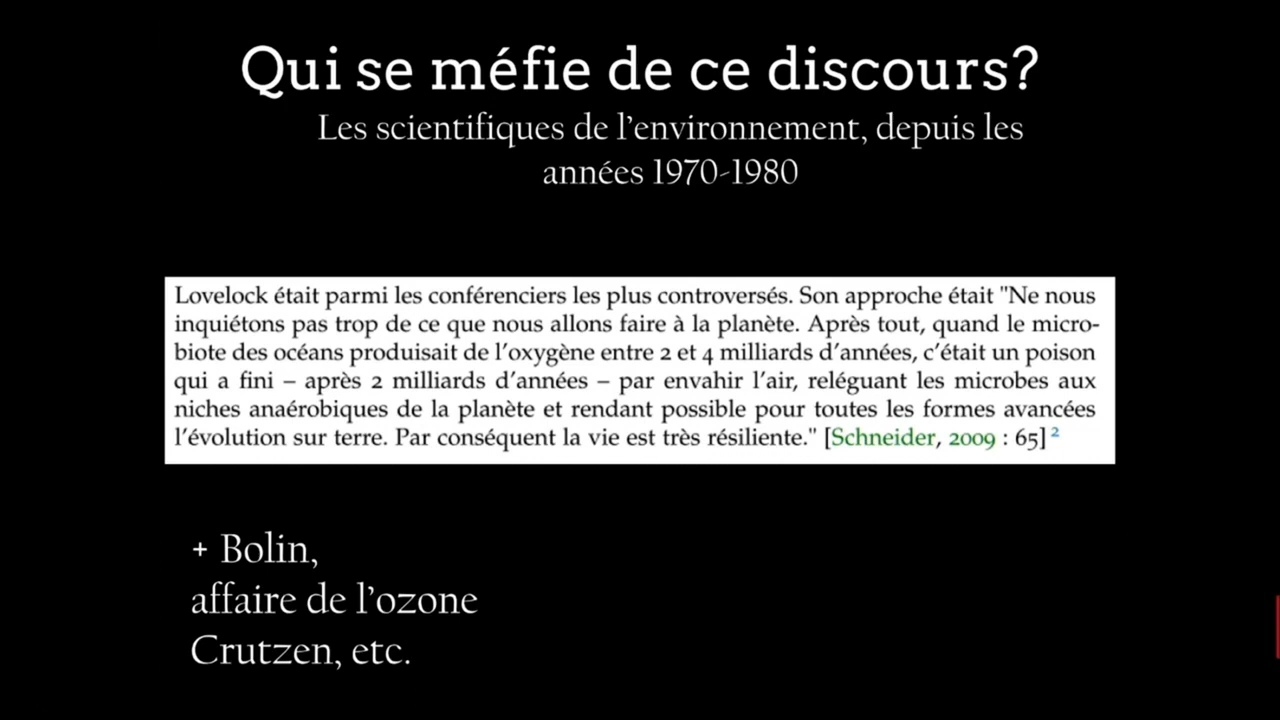 Qui se méfie de ce discours?
Les scientifiques de l'environnement, depuis les
années 1970-1980
Lovelock était parmi les conférenciers les plus controversés. Son approche était "Ne nous
inquiétons pas trop de ce que nous allons faire à la planète. Après tout, quand le micro-
biote des océans produisait de l'oxygène entre 2 et 4 milliards d'années, c'était un poison
qui a fini – après 2 milliards d'années – par envahir l'air, reléguant les microbes aux
niches anaérobiques de la planète et rendant possible pour toutes les formes avancées
l'évolution sur terre. Par conséquent la vie est très résiliente." [Schneider, 2009 : 65] 2
+ Bolin,
affaire de l'ozone
Crutzen, etc.